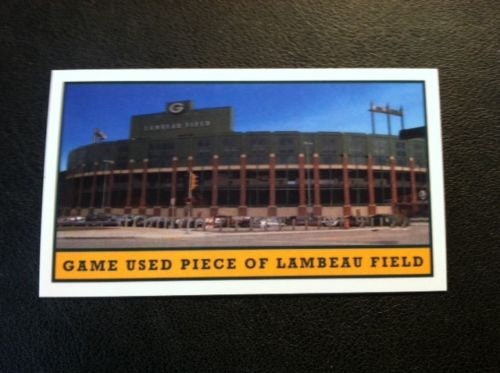 G
LAMBEAU FIELD
GAME USED PIECE OF LAMBEAU FIELD